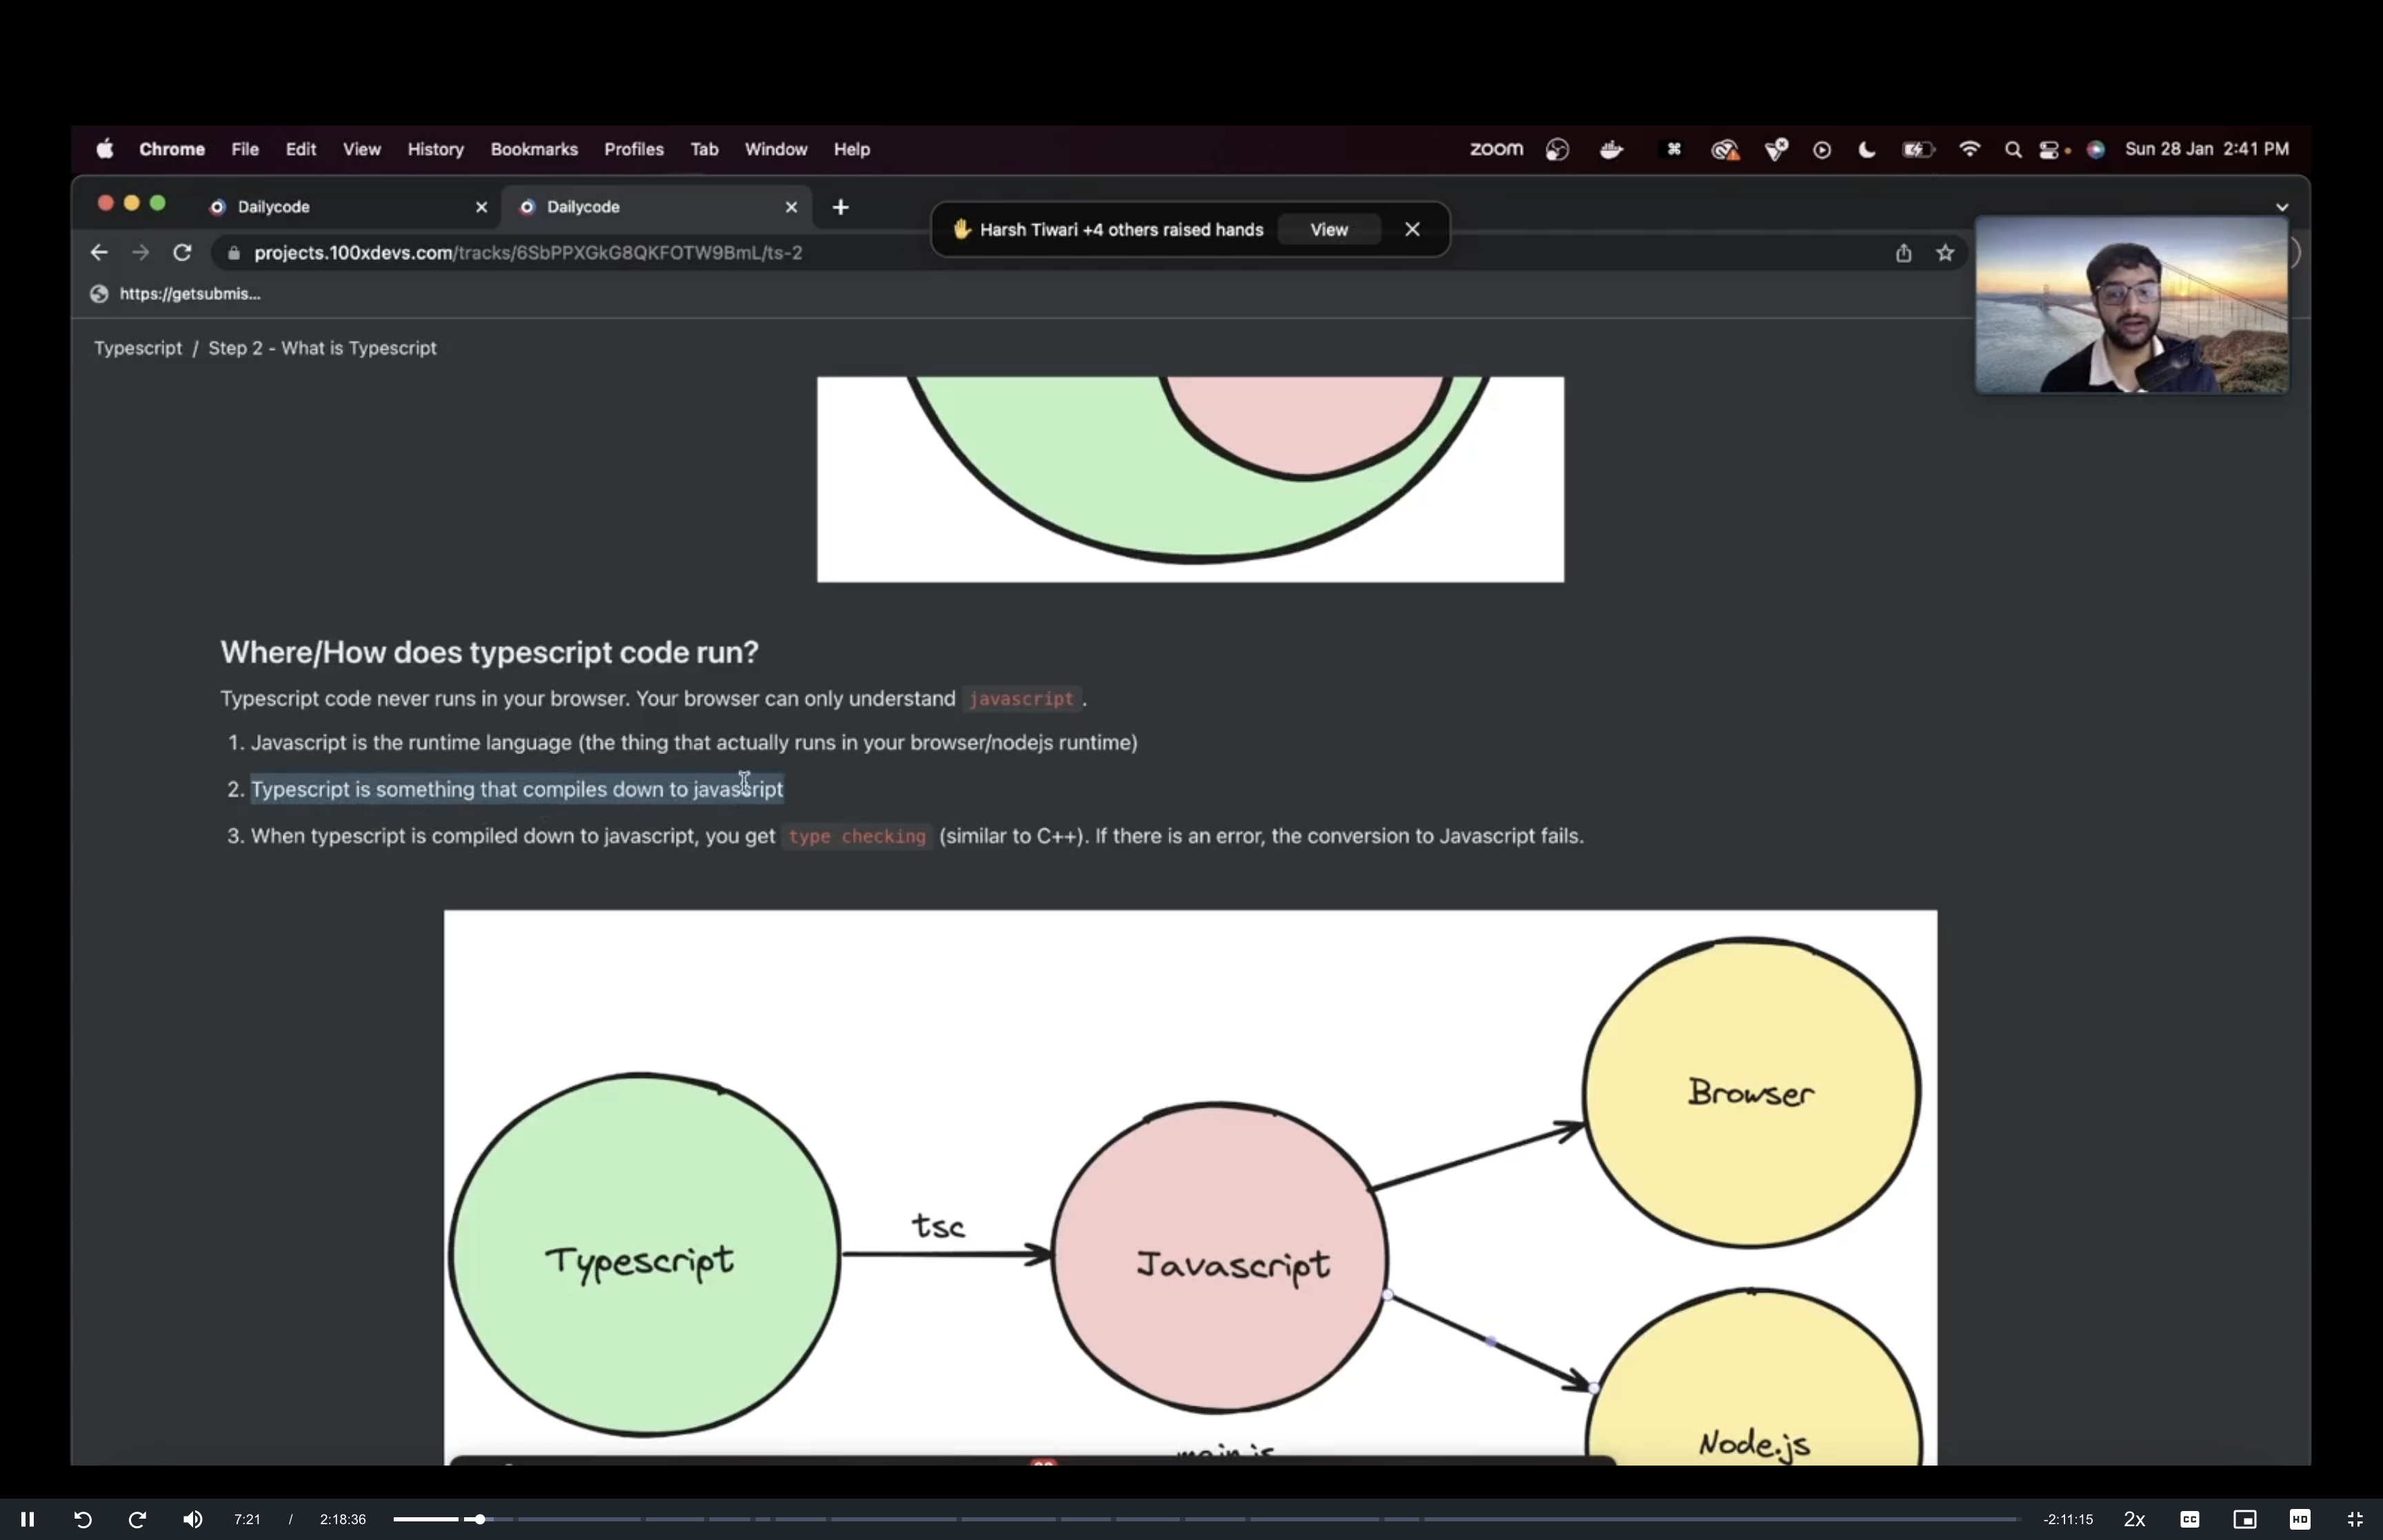 Chrome File Edit View History Bookmarks Profiles Tab Window Help zoom Sun 28 Jan 2:41 PM
Dailycode Dailycode
Harsh Tiwari +4 others raised hands View
projects.100xdevs.com/tracks/6SbPPXGkG8QKFOTW9BmL/ts-2
https://getsubmis...
Typescript / Step 2 - What is Typescript
Where/How does typescript code run?
Typescript code never runs in your browser. Your browser can only understand javascript .
1. Javascript is the runtime language (the thing that actually runs in your browser/nodejs runtime)
2. Typescript is something that compiles down to javascript
3. When typescript is compiled down to javascript, you get type checking (similar to C++). If there is an error, the conversion to Javascript fails.
Browser
tsc
Typescript
Javascript
Node.js
main.js
7:21 / 2:18:36 -2:11:15 2x CC HD